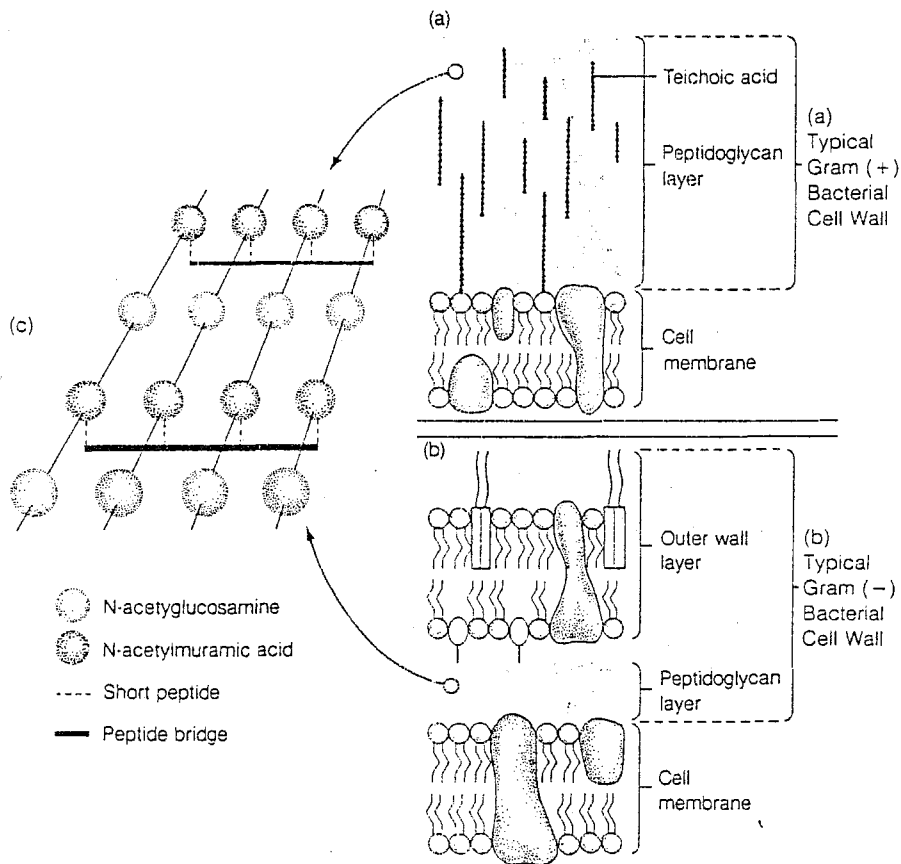 (a)
Teichoic acid
Peptidoglycan
layer
(a)
Typical
Gram (+)
Bacterial
Cell Wall
Cell
membrane
(c)
(b)
Outer wall
layer
(b)
Typical
Gram (−)
Bacterial
Cell Wall
Peptidoglycan
layer
Cell
membrane
N-acetyglucosamine
N-acetylmuramic acid
Short peptide
Peptide bridge